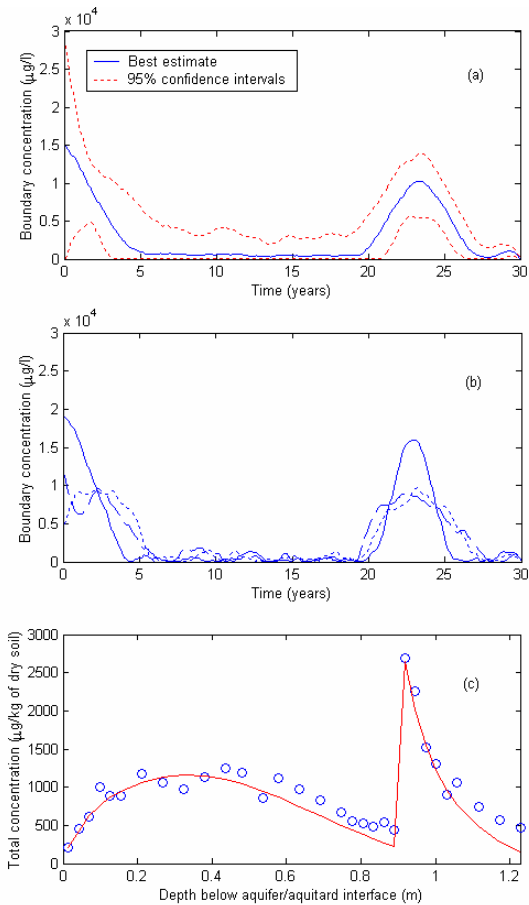 x 10⁴
3
2.5
2
1.5
1
0.5
0
Boundary concentration (µg/l)
Best estimate
95% confidence intervals
(a)
0 5 10 15 20 25 30
Time (years)
x 10⁴
3
2.5
2
1.5
1
0.5
0
Boundary concentration (µg/l)
(b)
0 5 10 15 20 25 30
Time (years)
3000
2500
2000
1500
1000
500
0
Total concentration (µg/kg of dry soil)
(c)
0 0.2 0.4 0.6 0.8 1 1.2
Depth below aquifer/aquitard interface (m)